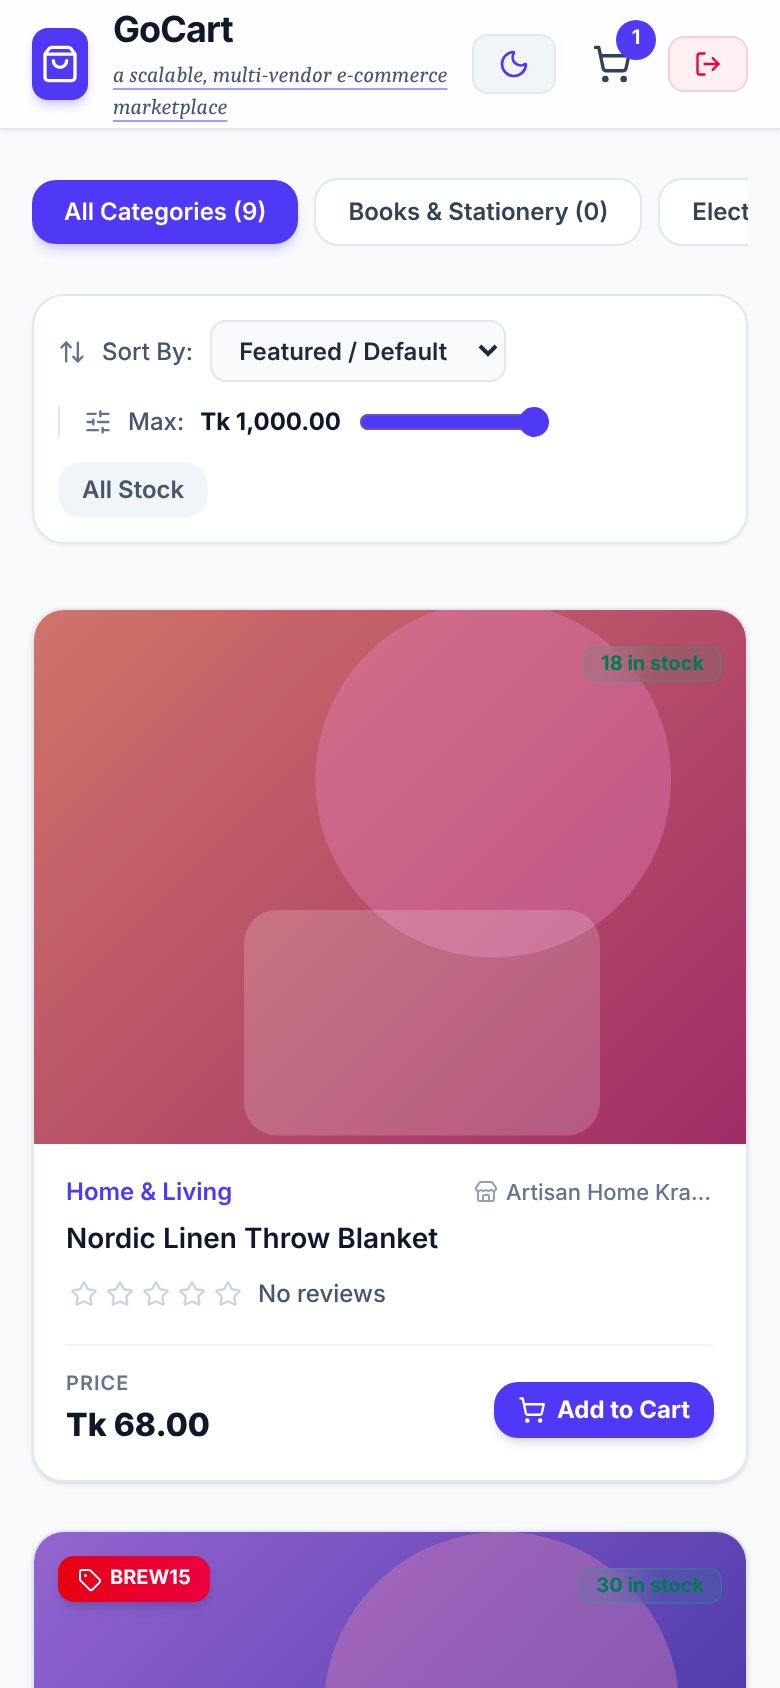 GoCart
a scalable, multi-vendor e-commerce
marketplace
1
All Categories (9)
Books & Stationery (0)
Elect
Sort By:
Featured / Default
Max: Tk 1,000.00
All Stock
18 in stock
Home & Living
Artisan Home Kra...
Nordic Linen Throw Blanket
No reviews
PRICE
Tk 68.00
Add to Cart
BREW15
30 in stock